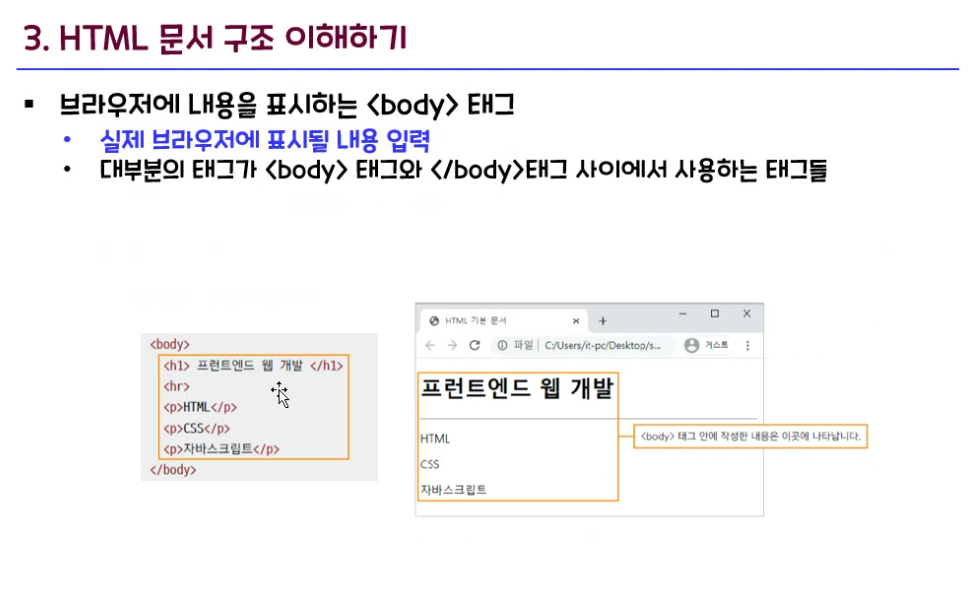 3. HTML 문서 구조 이해하기
▪ 브라우저에 내용을 표시하는 <body> 태그
• 실제 브라우저에 표시될 내용 입력
• 대부분의 태그가 <body> 태그와 </body>태그 사이에서 사용하는 태그들
<body>
<h1> 프런트엔드 웹 개발 </h1>
<hr>
<p>HTML</p>
<p>CSS</p>
<p>자바스크립트</p>
</body>
HTML 기본 문서
파일 | C:/Users/it-pc/Desktop/s... 게스트
프런트엔드 웹 개발
HTML
CSS
자바스크립트
<body> 태그 안에 작성한 내용은 이곳에 나타납니다.